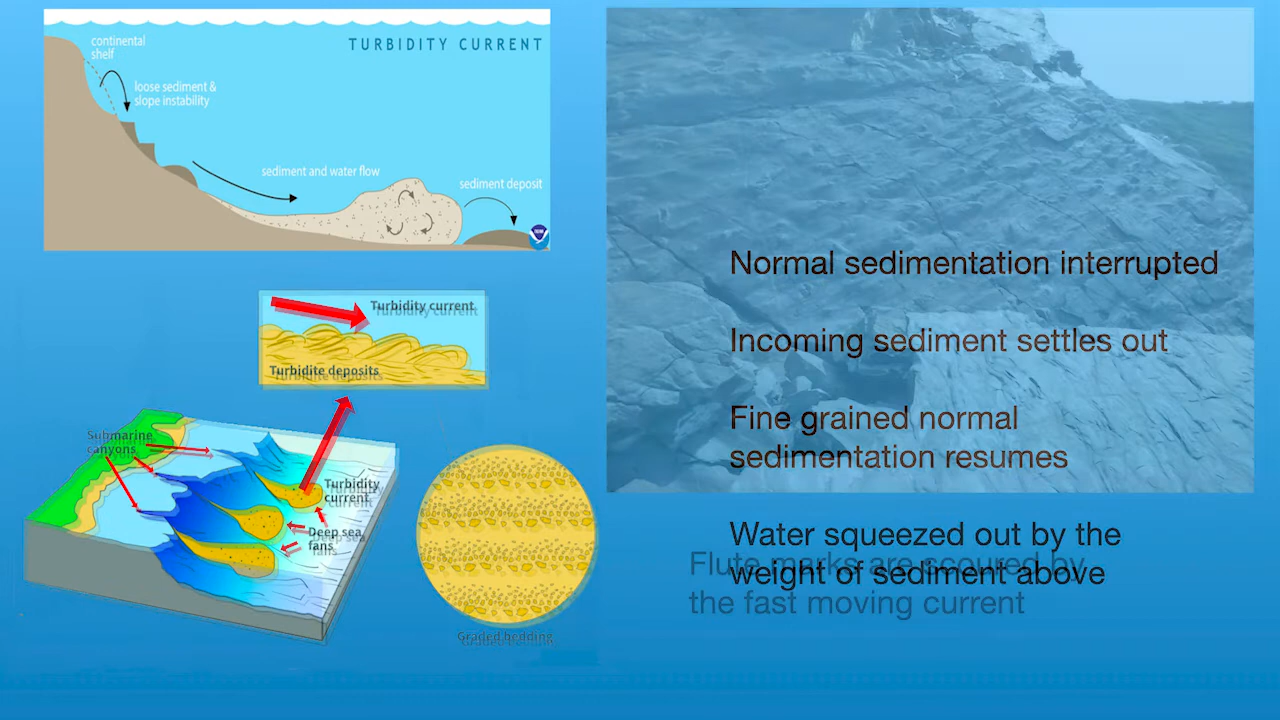 TURBIDITY CURRENT
continental
shelf
loose sediment &
slope instability
sediment and water flow
sediment deposit
Turbidity current
Turbidite deposits
Submarine
canyons
Turbidity
current
Deep sea
fans
Graded bedding
Normal sedimentation interrupted
Incoming sediment settles out
Fine grained normal
sedimentation resumes
Water squeezed out by the
weight of sediment above
Flute marks are scoured by
the fast moving current